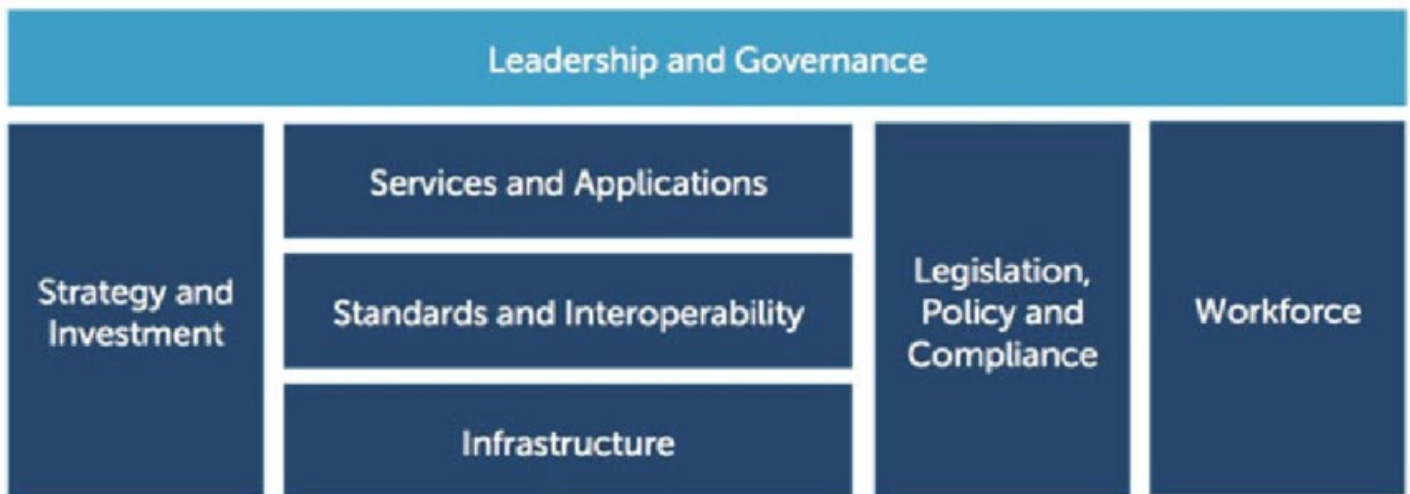 Leadership and Governance
Strategy and
Investment
Services and Applications
Standards and Interoperability
Infrastructure
Legislation,
Policy and
Compliance
Workforce